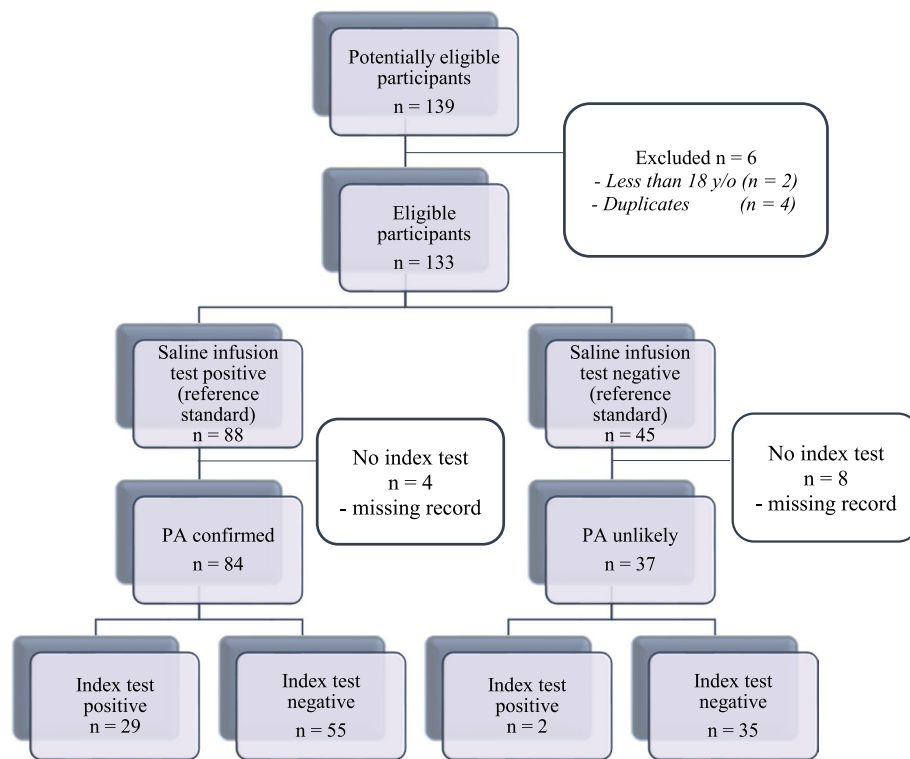 Potentially eligible
participants
n = 139
Excluded n = 6
- Less than 18 y/o (n = 2)
- Duplicates (n = 4)
Eligible
participants
n = 133
Saline infusion
test positive
(reference
standard)
n = 88
Saline infusion
test negative
(reference
standard)
n = 45
No index test
n = 4
- missing record
No index test
n = 8
- missing record
PA confirmed
n = 84
PA unlikely
n = 37
Index test
positive
n = 29
Index test
negative
n = 55
Index test
positive
n = 2
Index test
negative
n = 35